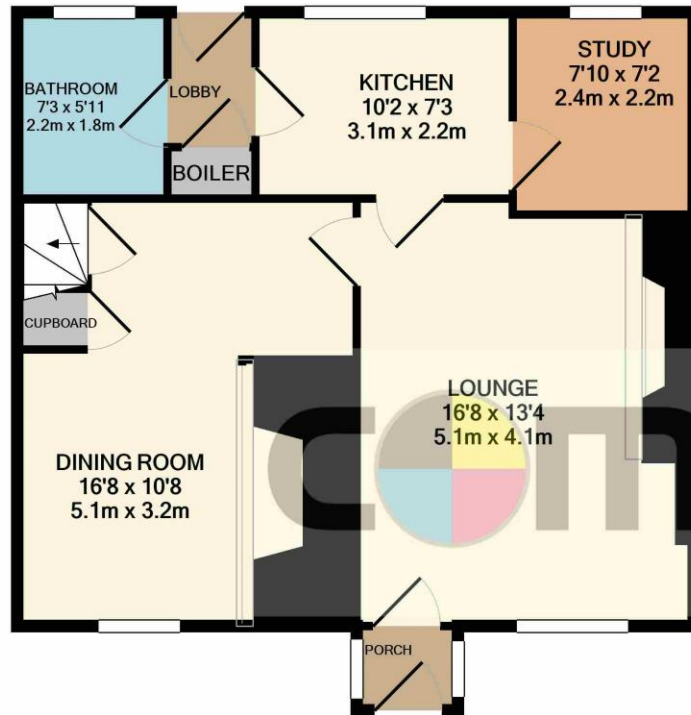 BATHROOM
7'3 x 5'11
2.2m x 1.8m
LOBBY
BOILER
KITCHEN
10'2 x 7'3
3.1m x 2.2m
STUDY
7'10 x 7'2
2.4m x 2.2m
CUPBOARD
DINING ROOM
16'8 x 10'8
5.1m x 3.2m
LOUNGE
16'8 x 13'4
5.1m x 4.1m
PORCH
com